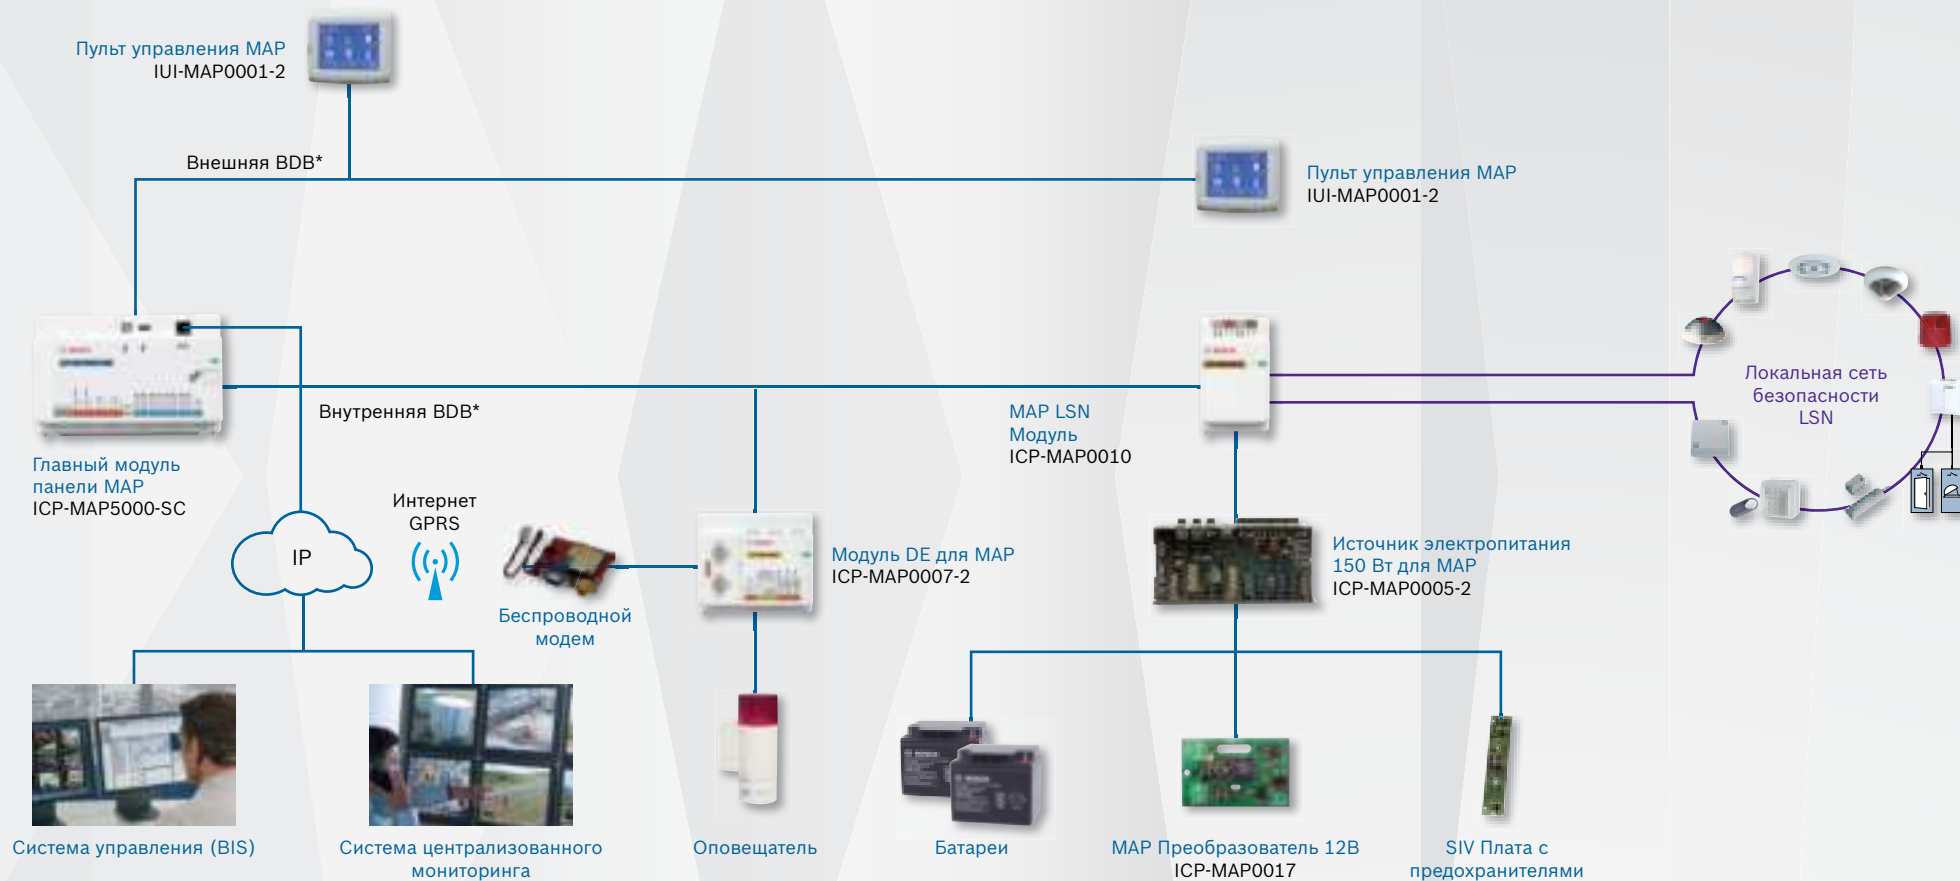 Пульт управления MAP
IUI-MAP0001-2
Внешняя BDB*
Пульт управления MAP
IUI-MAP0001-2
Главный модуль
панели MAP
ICP-MAP5000-SC
Внутренняя BDB*
MAP LSN
Модуль
ICP-MAP0010
Локальная сеть
безопасности
LSN
IP
Интернет
GPRS
Беспроводной
модем
Модуль DE для MAP
ICP-MAP0007-2
Источник электропитания
150 Вт для MAP
ICP-MAP0005-2
Система управления (BIS)
Система централизованного
мониторинга
Оповещатель
Батареи
MAP Преобразователь 12В
ICP-MAP0017
SIV Плата с
предохранителями